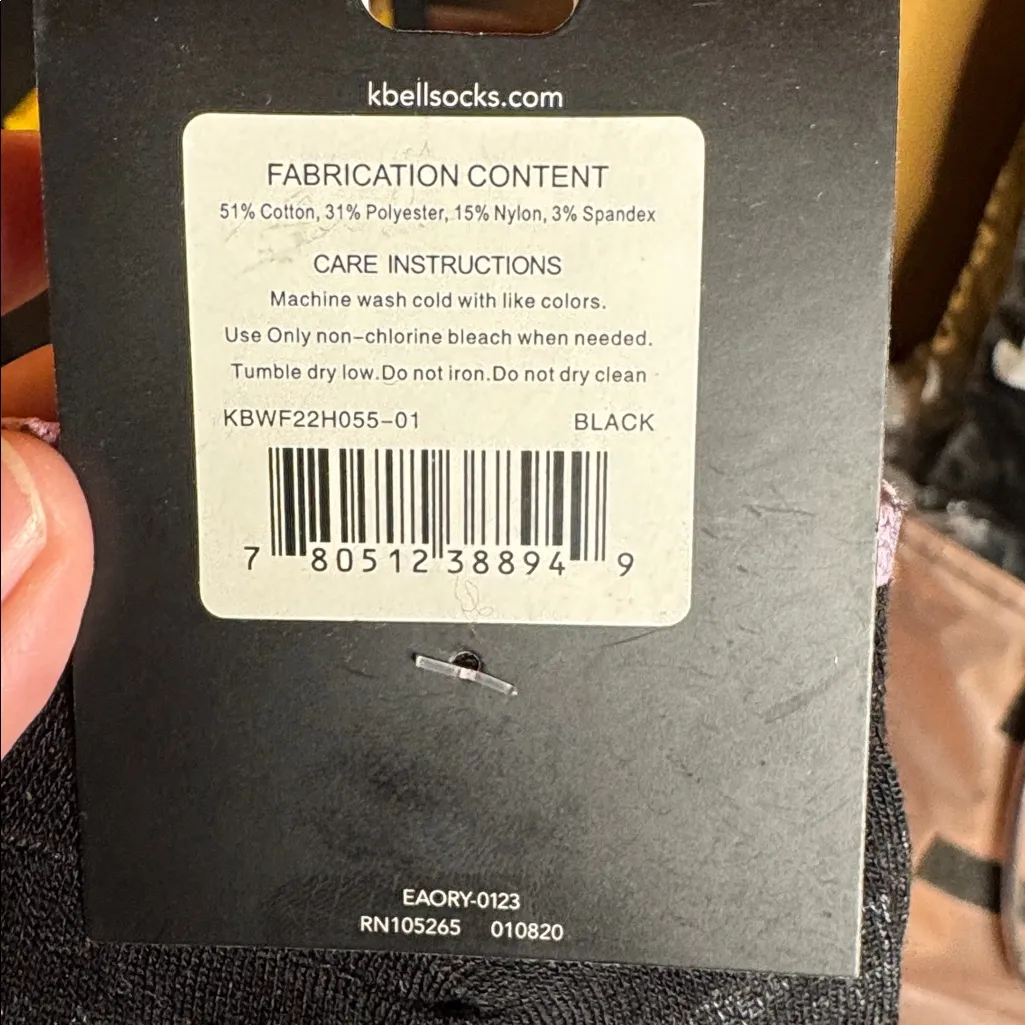 kbellsocks.com
FABRICATION CONTENT
51% Cotton, 31% Polyester, 15% Nylon, 3% Spandex
CARE INSTRUCTIONS
Machine wash cold with like colors.
Use Only non-chlorine bleach when needed.
Tumble dry low.Do not iron.Do not dry clean
KBWF22H055-01 BLACK
7 80512 38894 9
EAORY-0123
RN105265 010820